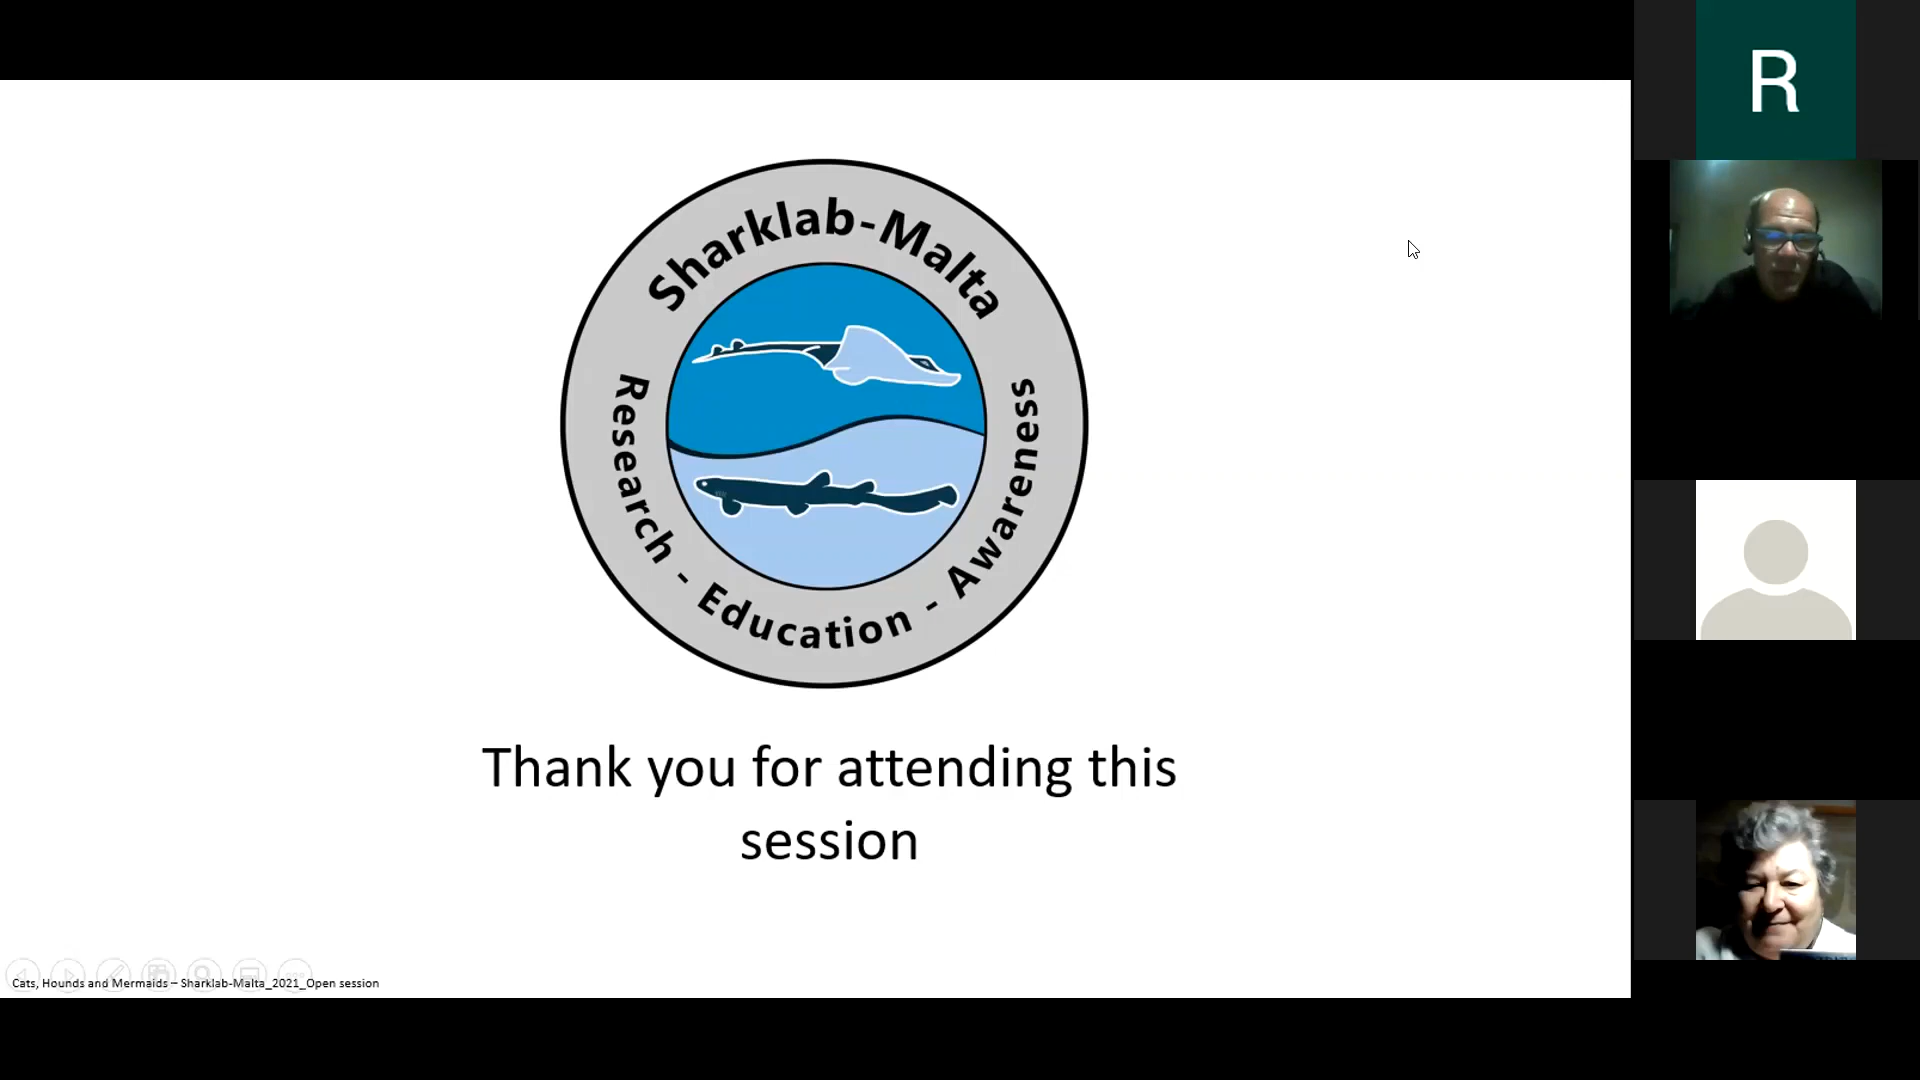 Sharklab-Malta
Research - Education - Awareness
Thank you for attending this
session
Cats, Hounds and Mermaids – Sharklab-Malta_2021_Open session
R